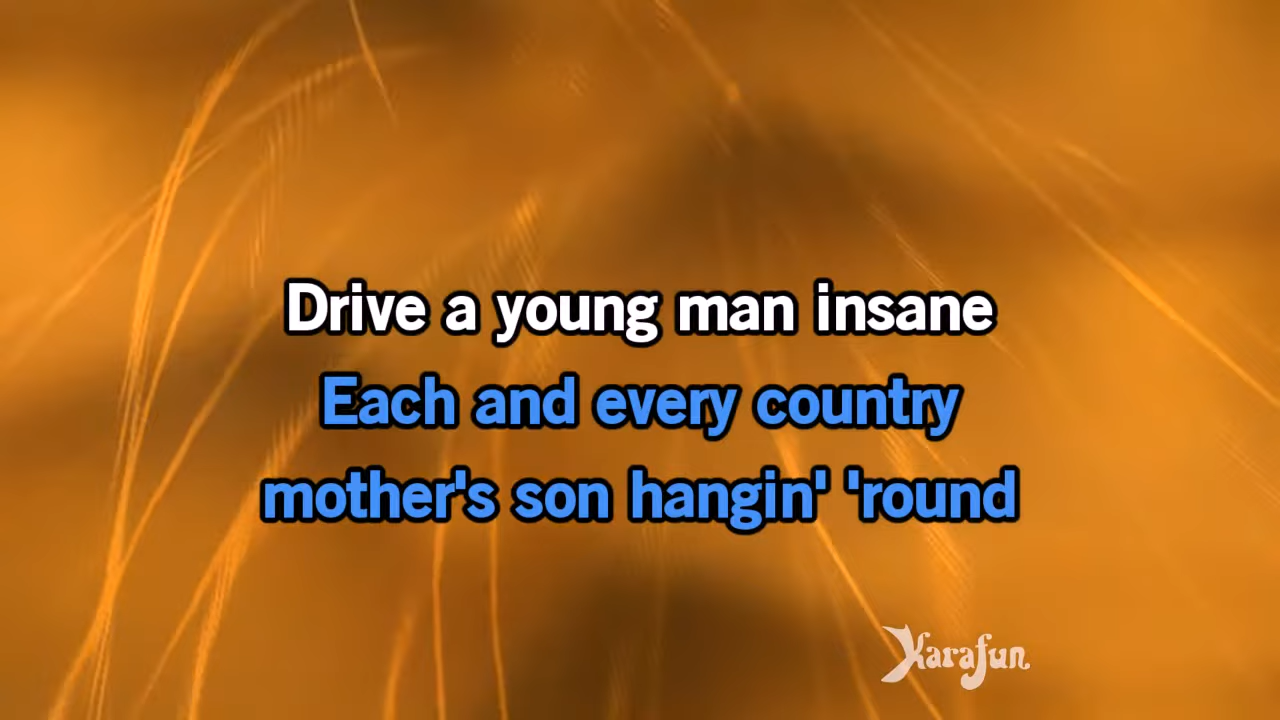 Drive a young man insane
Each and every country
mother's son hangin' 'round
Karafun